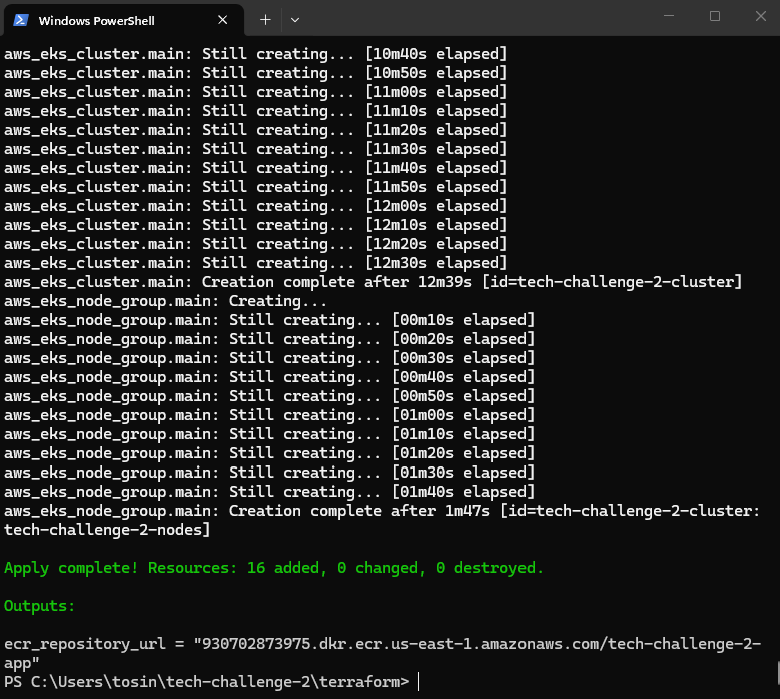 Windows PowerShell
aws_eks_cluster.main: Still creating... [10m40s elapsed]
aws_eks_cluster.main: Still creating... [10m50s elapsed]
aws_eks_cluster.main: Still creating... [11m00s elapsed]
aws_eks_cluster.main: Still creating... [11m10s elapsed]
aws_eks_cluster.main: Still creating... [11m20s elapsed]
aws_eks_cluster.main: Still creating... [11m30s elapsed]
aws_eks_cluster.main: Still creating... [11m40s elapsed]
aws_eks_cluster.main: Still creating... [11m50s elapsed]
aws_eks_cluster.main: Still creating... [12m00s elapsed]
aws_eks_cluster.main: Still creating... [12m10s elapsed]
aws_eks_cluster.main: Still creating... [12m20s elapsed]
aws_eks_cluster.main: Still creating... [12m30s elapsed]
aws_eks_cluster.main: Creation complete after 12m39s [id=tech-challenge-2-cluster]
aws_eks_node_group.main: Creating...
aws_eks_node_group.main: Still creating... [00m10s elapsed]
aws_eks_node_group.main: Still creating... [00m20s elapsed]
aws_eks_node_group.main: Still creating... [00m30s elapsed]
aws_eks_node_group.main: Still creating... [00m40s elapsed]
aws_eks_node_group.main: Still creating... [00m50s elapsed]
aws_eks_node_group.main: Still creating... [01m00s elapsed]
aws_eks_node_group.main: Still creating... [01m10s elapsed]
aws_eks_node_group.main: Still creating... [01m20s elapsed]
aws_eks_node_group.main: Still creating... [01m30s elapsed]
aws_eks_node_group.main: Still creating... [01m40s elapsed]
aws_eks_node_group.main: Creation complete after 1m47s [id=tech-challenge-2-cluster:
tech-challenge-2-nodes]
Apply complete! Resources: 16 added, 0 changed, 0 destroyed.
Outputs:
ecr_repository_url = "930702873975.dkr.ecr.us-east-1.amazonaws.com/tech-challenge-2-
app"
PS C:\Users\tosin\tech-challenge-2\terraform>